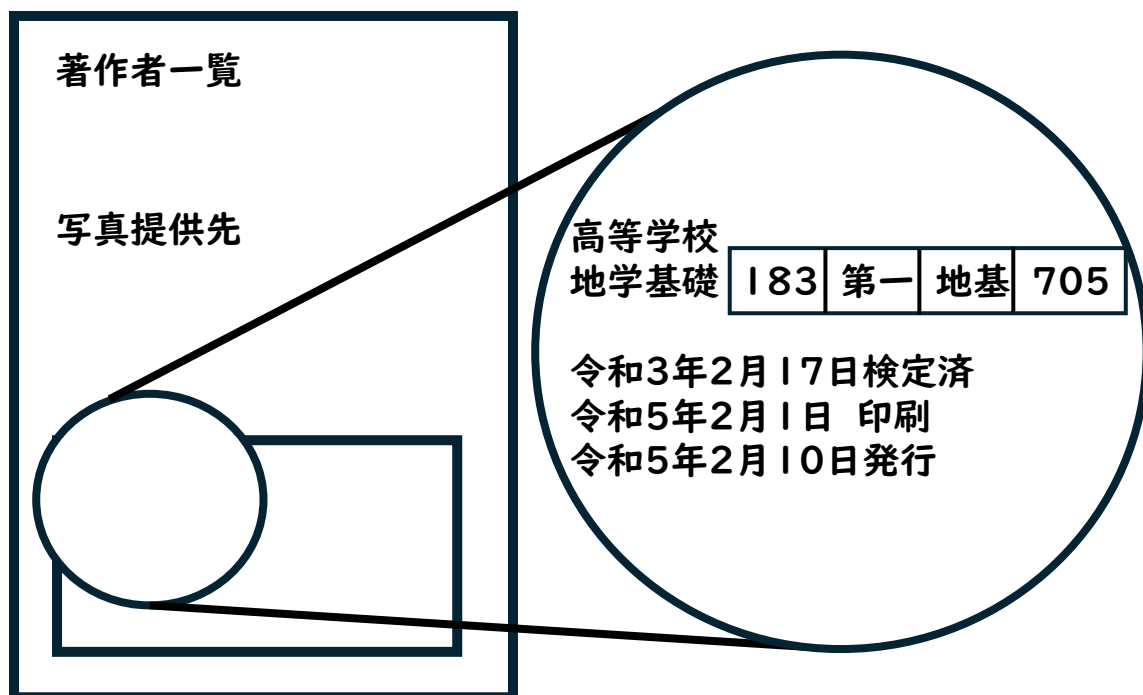 著作者一覧
写真提供先
高等学校
地学基礎 183 第一 地基 705
令和3年2月17日検定済
令和5年2月1日 印刷
令和5年2月10日発行